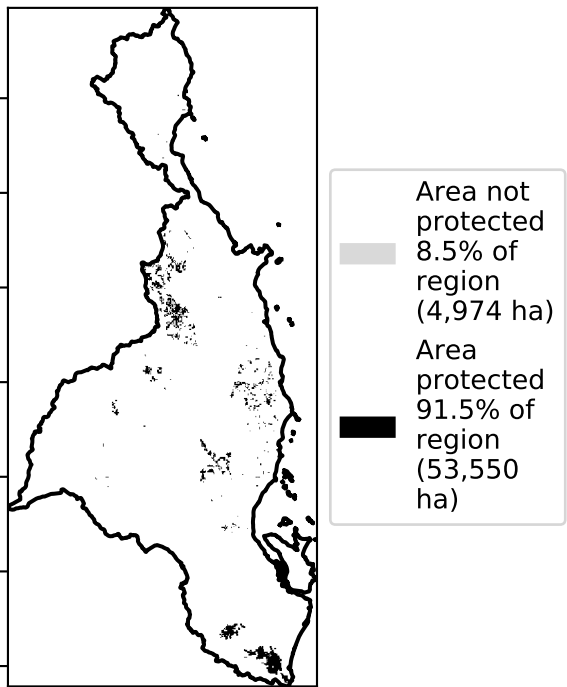 Area not
protected
8.5% of
region
(4,974 ha)
Area
protected
91.5% of
region
(53,550
ha)